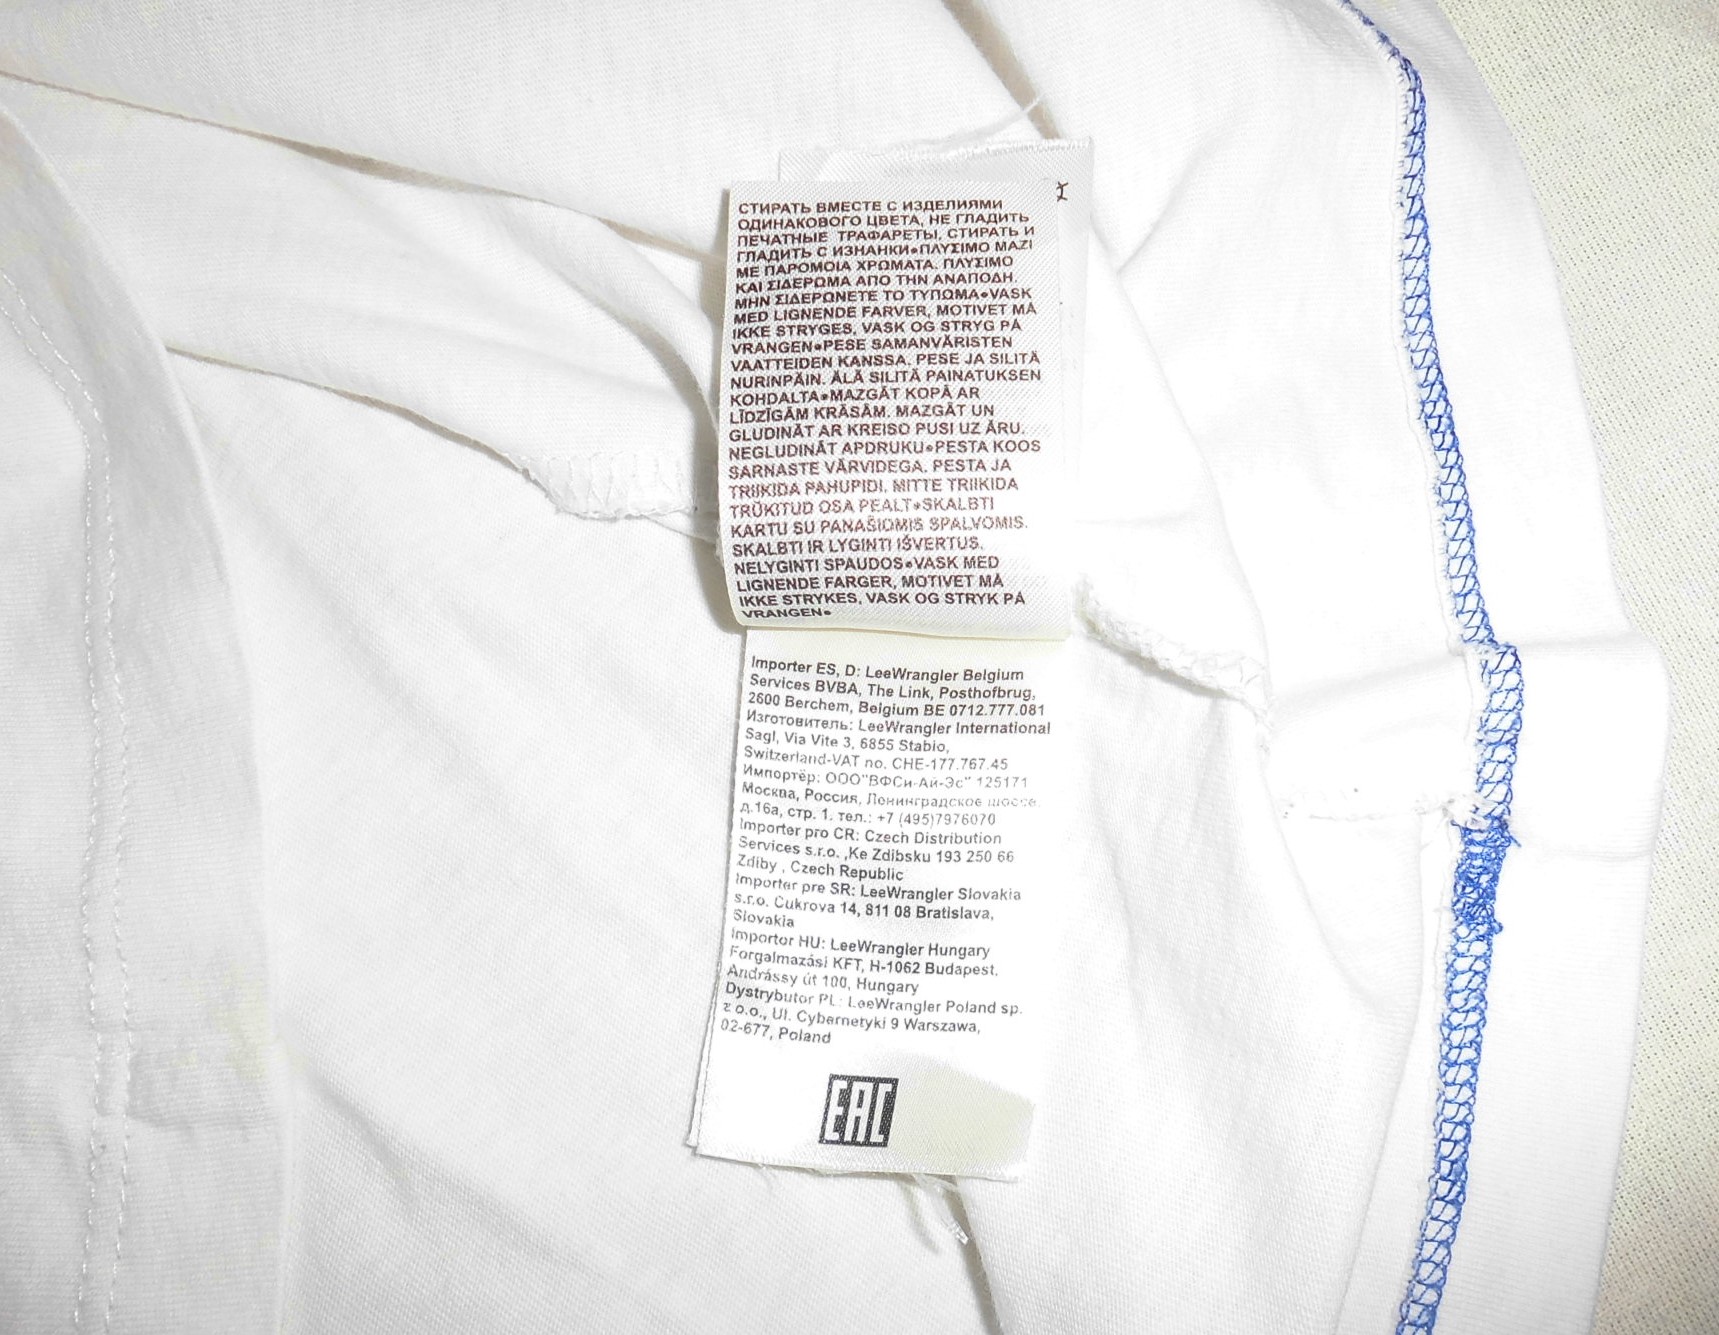 СТИРАТЬ ВМЕСТЕ С ИЗДЕЛИЯМИ
ОДИНАКОВОГО ЦВЕТА, НЕ ГЛАДИТЬ
ПЕЧАТНЫЕ ТРАФАРЕТЫ, СТИРАТЬ И
ГЛАДИТЬ С ИЗНАНКИ•ΠΛΥΣΙΜΟ ΜΑΖΙ
ΜΕ ΠΑΡΟΜΟΙΑ ΧΡΩΜΑΤΑ. ΠΛΥΣΙΜΟ
ΚΑΙ ΣΙΔΕΡΩΜΑ ΑΠΟ ΤΗΝ ΑΝΑΠΟΔΗ.
ΜΗΝ ΣΙΔΕΡΩΝΕΤΕ ΤΟ ΤΥΠΩΜΑ•VASK
MED LIGNENDE FARVER, MOTIVET MÅ
IKKE STRYGES, VASK OG STRYG PÅ
VRANGEN•PESE SAMANVÄRISTEN
VAATTEIDEN KANSSA. PESE JA SILITÄ
NURINPÄIN. ÄLÄ SILITÄ PAINATUKSEN
KOHDALTA•MAZGĀT KOPĀ AR
LĪDZĪGĀM KRĀSĀM. MAZGĀT UN
GLUDINĀT AR KREISO PUSI UZ ĀRU.
NEGLUDINĀT APDRUKU•PESTA KOOS
SARNASTE VÄRVIDEGA. PESTA JA
TRIIKIDA PAHUPIDI. MITTE TRIIKIDA
TRÜKITUD OSA PEALT•SKALBTI
KARTU SU PANAŠIOMIS SPALVOMIS.
SKALBTI IR LYGINTI IŠVERTUS.
NELYGINTI SPAUDOS•VASK MED
LIGNENDE FARGER, MOTIVET MÅ
IKKE STRYKES, VASK OG STRYK PÅ
VRANGEN•
Importer ES, D: LeeWrangler Belgium
Services BVBA, The Link, Posthofbrug,
2600 Berchem, Belgium BE 0712.777.081
Изготовитель: LeeWrangler International
Sagl, Via Vite 3, 6855 Stabio,
Switzerland-VAT no. CHE-177.767.45
Импортёр: ООО"ВФСи-Ай-Эс" 125171
Москва, Россия, Ленинградское шоссе,
д.16а, стр. 1. тел.: +7 (495)7976070
Importer pro CR: Czech Distribution
Services s.r.o. ,Ke Zdibsku 193 250 66
Zdiby , Czech Republic
Importer pre SR: LeeWrangler Slovakia
s.r.o. Cukrova 14, 811 08 Bratislava,
Slovakia
Importor HU: LeeWrangler Hungary
Forgalmazási KFT, H-1062 Budapest,
Andrássy út 100, Hungary
Dystrybutor PL: LeeWrangler Poland sp.
z o.o., Ul. Cybernetyki 9 Warszawa,
02-677, Poland
EAC